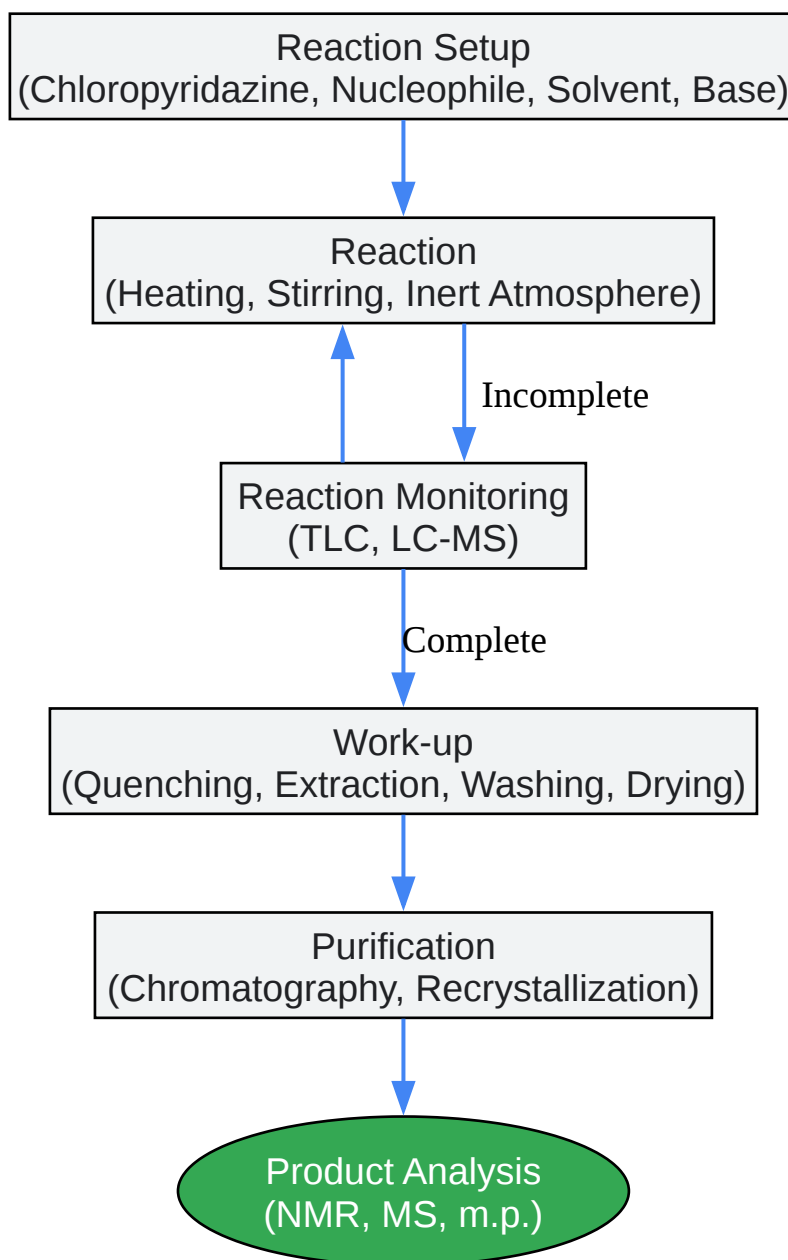 Reaction Setup
(Chloropyridazine, Nucleophile, Solvent, Base)
Reaction
(Heating, Stirring, Inert Atmosphere)
Incomplete
Reaction Monitoring
(TLC, LC-MS)
Complete
Work-up
(Quenching, Extraction, Washing, Drying)
Purification
(Chromatography, Recrystallization)
Product Analysis
(NMR, MS, m.p.)